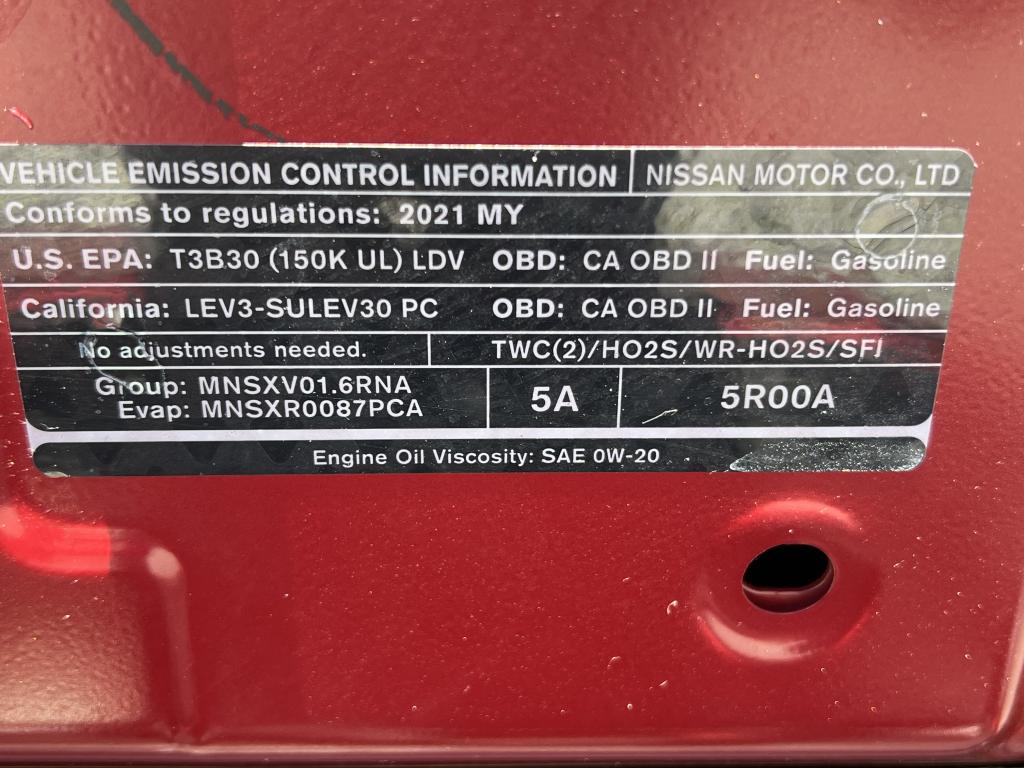 VEHICLE EMISSION CONTROL INFORMATION NISSAN MOTOR CO., LTD
Conforms to regulations: 2021 MY
U.S. EPA: T3B30 (150K UL) LDV OBD: CA OBD II Fuel: Gasoline
California: LEV3-SULEV30 PC OBD: CA OBD II Fuel: Gasoline
No adjustments needed. TWC(2)/HO2S/WR-HO2S/SFI
Group: MNSXV01.6RNA
Evap: MNSXR0087PCA
5A
5R00A
Engine Oil Viscosity: SAE 0W-20